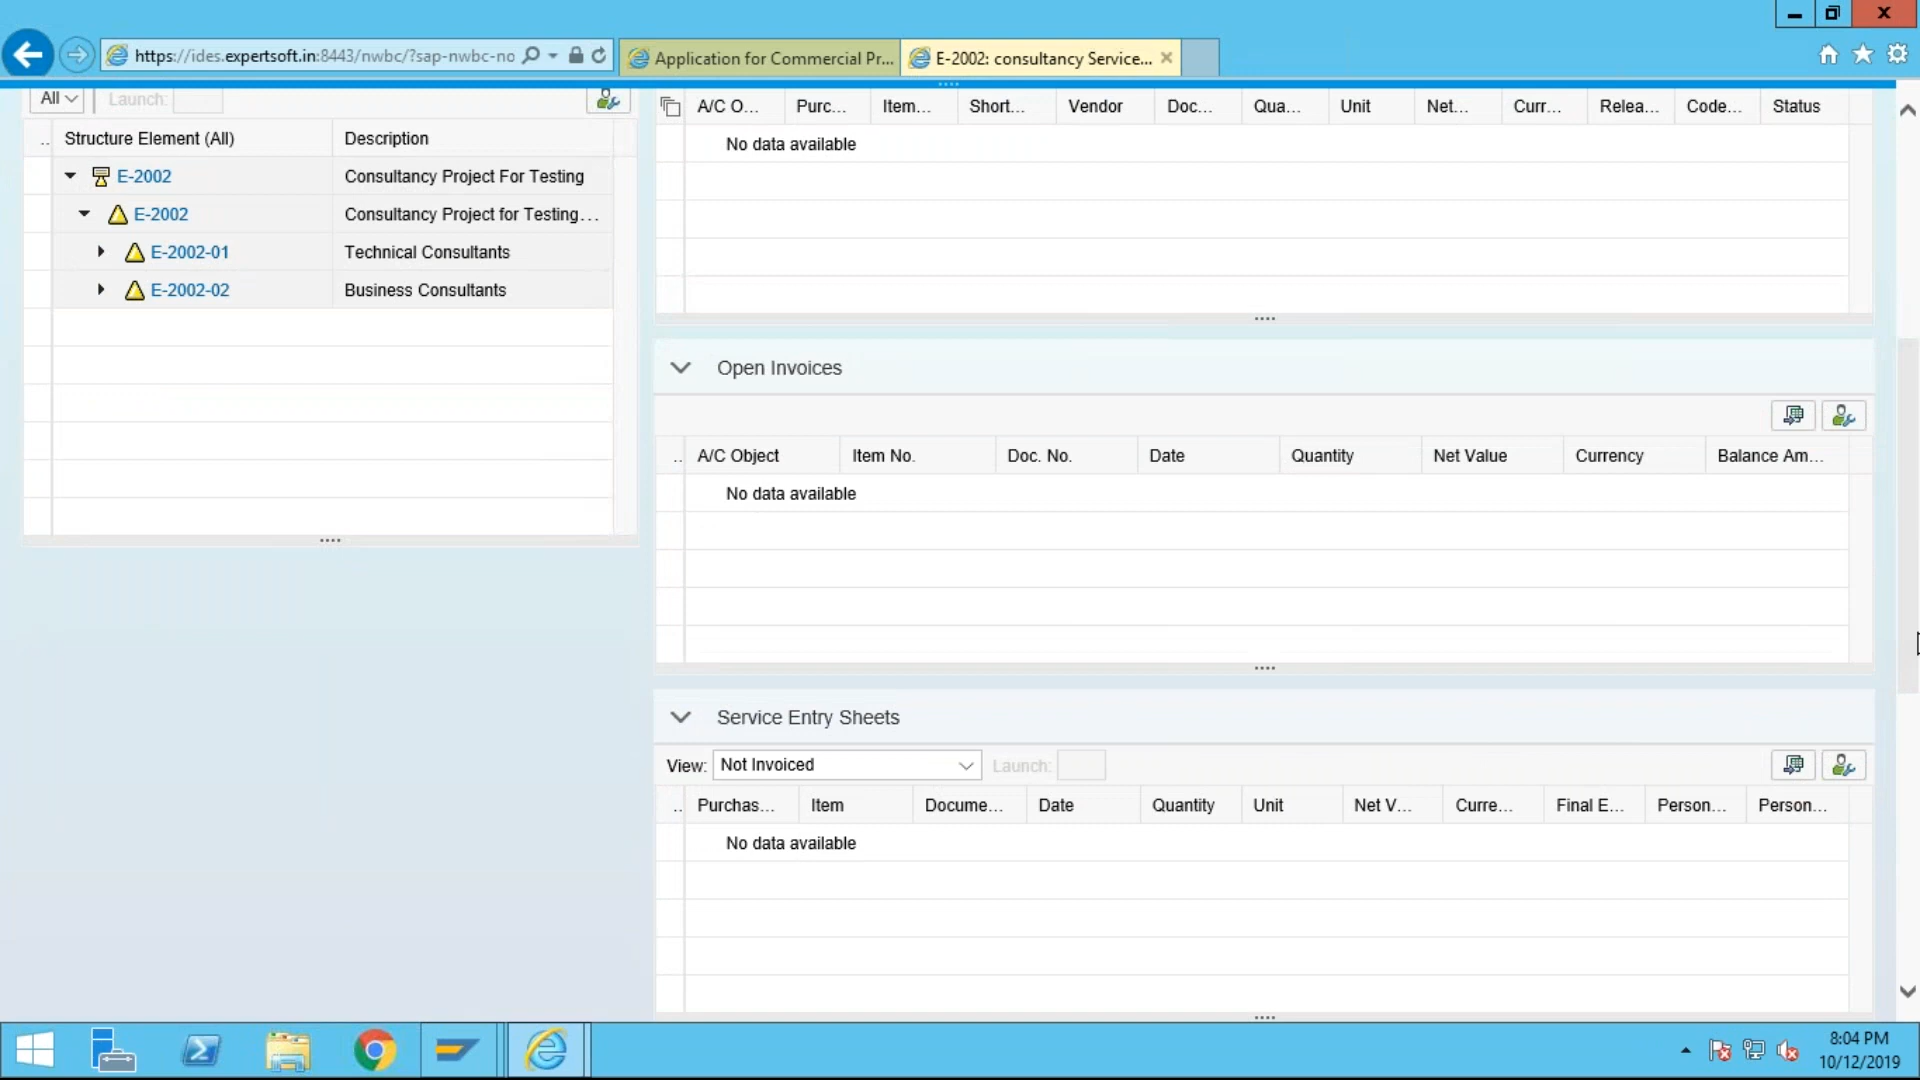 https://ides.expertsoft.in:8443/nwbc/?sap-nwbc-no
Application for Commercial Pr...
E-2002: consultancy Service...
All
Launch:
Structure Element (All) Description
E-2002 Consultancy Project For Testing
E-2002 Consultancy Project for Testing...
E-2002-01 Technical Consultants
E-2002-02 Business Consultants
A/C O... Purc... Item... Short... Vendor Doc... Qua... Unit Net... Curr... Relea... Code... Status
No data available
Open Invoices
.. A/C Object Item No. Doc. No. Date Quantity Net Value Currency Balance Am...
No data available
Service Entry Sheets
View: Not Invoiced Launch:
.. Purchas... Item Docume... Date Quantity Unit Net V... Curre... Final E... Person... Person...
No data available
8:04 PM
10/12/2019